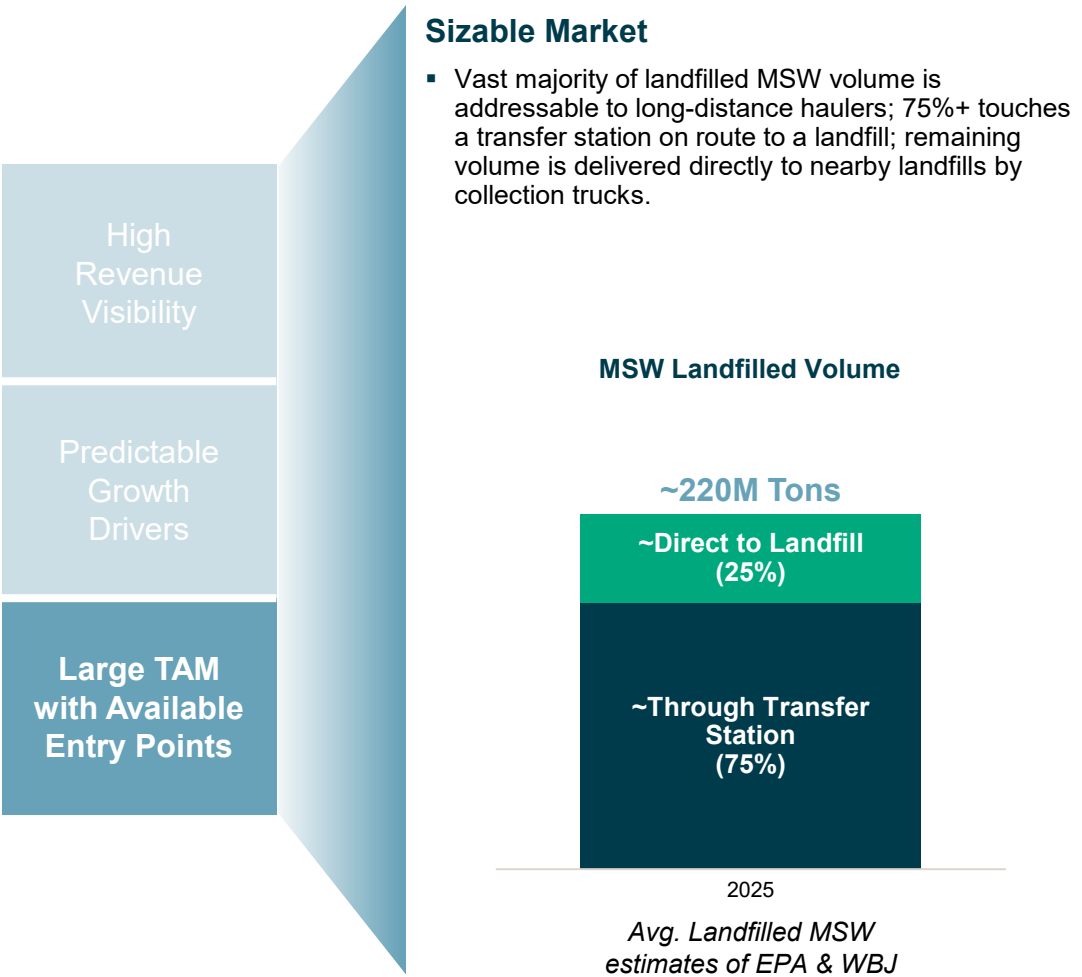 Sizable Market
▪ Vast majority of landfilled MSW volume is
addressable to long-distance haulers; 75%+ touches
a transfer station on route to a landfill; remaining
volume is delivered directly to nearby landfills by
collection trucks.
High
Revenue
Visibility
Predictable
Growth
Drivers
Large TAM
with Available
Entry Points
MSW Landfilled Volume
~220M Tons
~Direct to Landfill
(25%)
~Through Transfer
Station
(75%)
2025
Avg. Landfilled MSW
estimates of EPA & WBJ